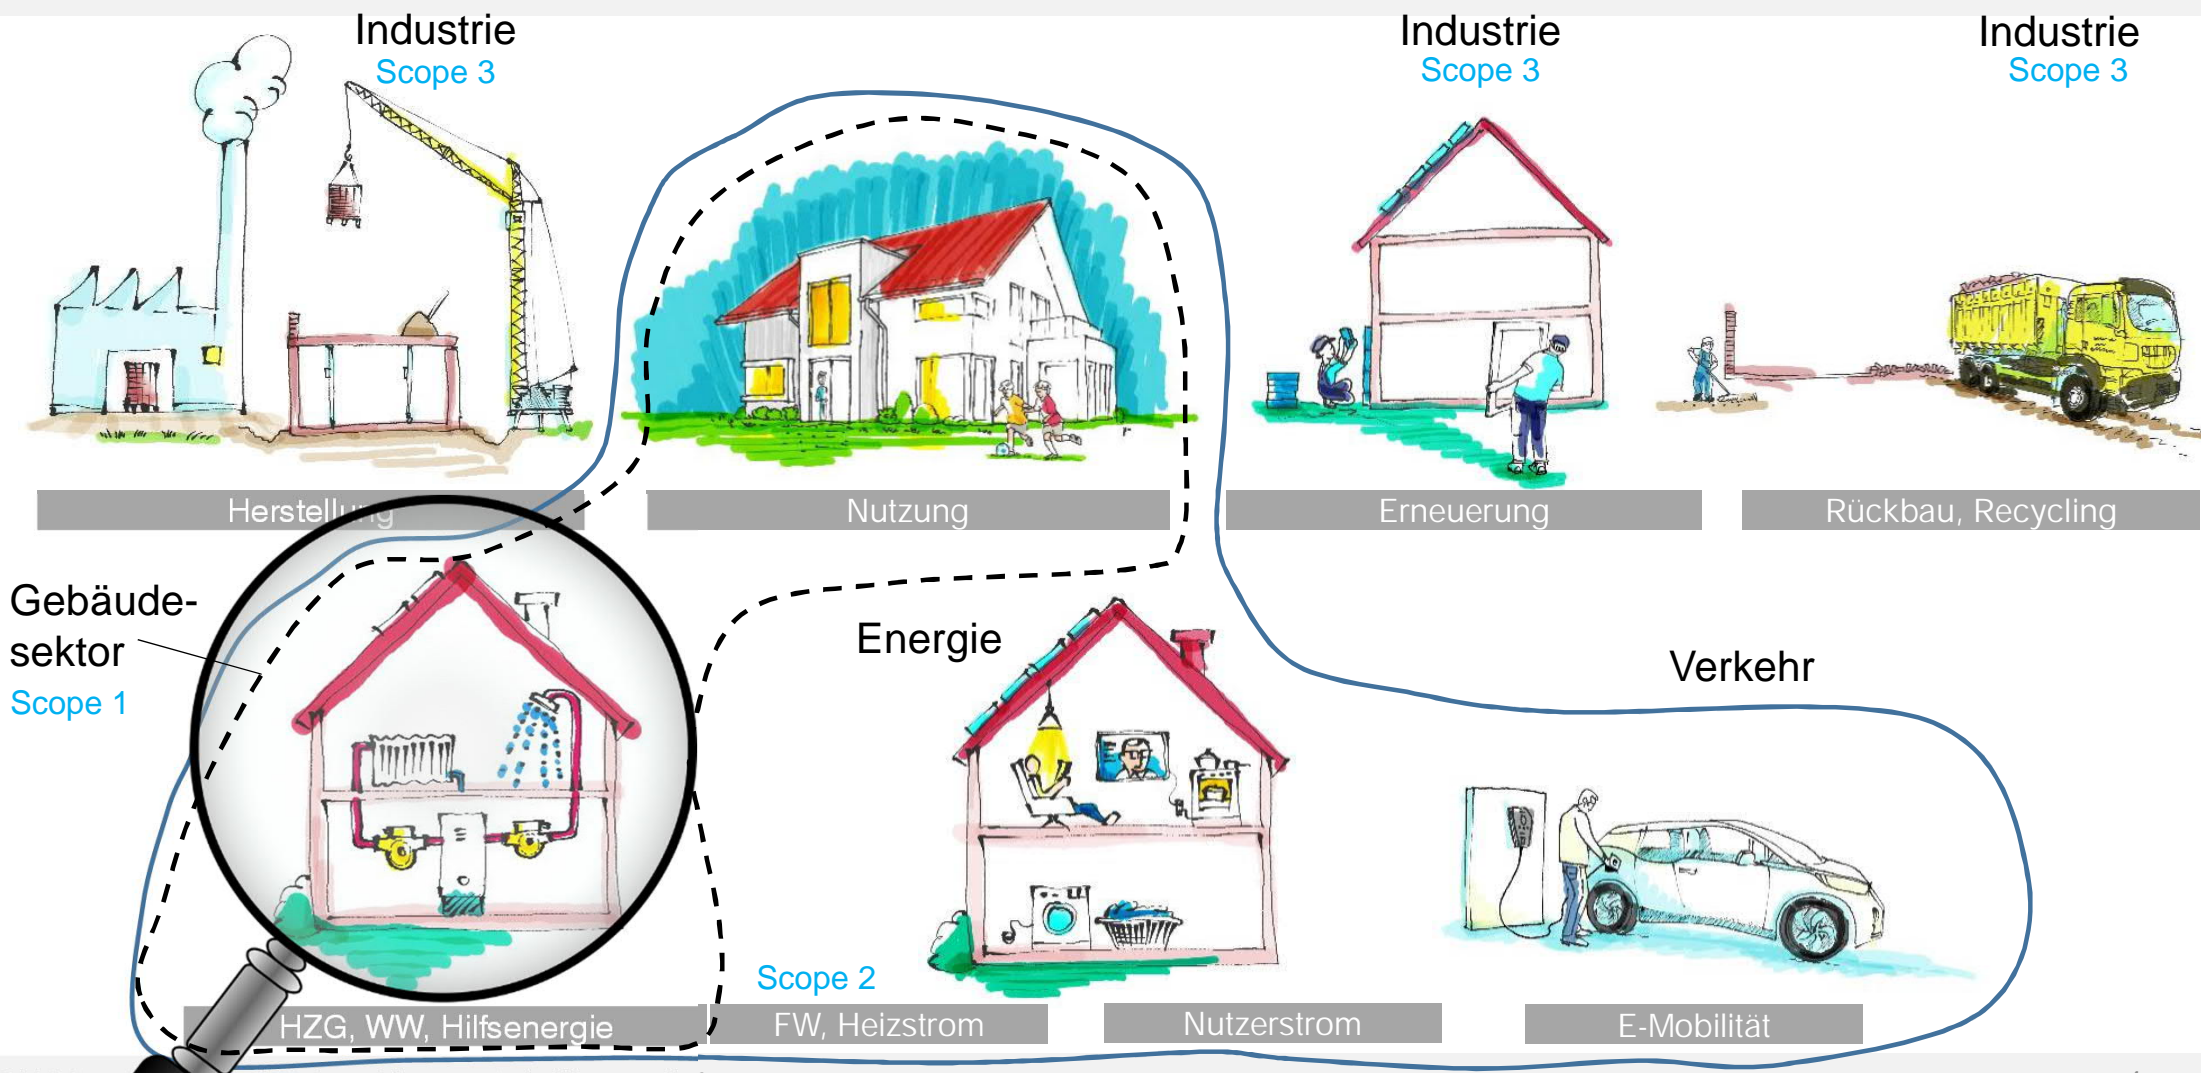 Industrie
Scope 3
Industrie
Scope 3
Industrie
Scope 3
Herstellung
Nutzung
Erneuerung
Rückbau, Recycling
Gebäude-
sektor
Scope 1
Energie
Verkehr
Scope 2
HZG, WW, Hilfsenergie
FW, Heizstrom
Nutzerstrom
E-Mobilität